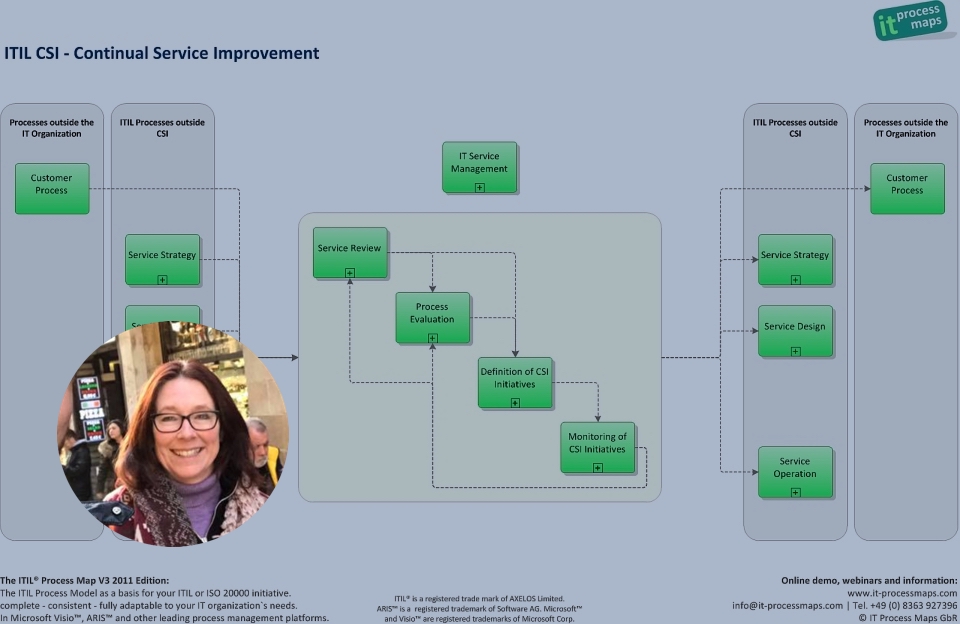 it process
maps
ITIL CSI - Continual Service Improvement
Processes outside the
IT Organization
ITIL Processes outside
CSI
ITIL Processes outside
CSI
Processes outside the
IT Organization
IT Service
Management
Customer
Process
Customer
Process
Service Strategy
Service Review
Service Strategy
Process
Evaluation
Service Design
Definition of CSI
Initiatives
PIZZA
Monitoring of
CSI Initiatives
Service
Operation
The ITIL® Process Map V3 2011 Edition:
The ITIL Process Model as a basis for your ITIL or ISO 20000 initiative.
complete - consistent - fully adaptable to your IT organization`s needs.
In Microsoft Visio™, ARIS™ and other leading process management platforms.
ITIL® is a registered trade mark of AXELOS Limited.
ARIS™ is a registered trademark of Software AG. Microsoft™
and Visio™ are registered trademarks of Microsoft Corp.
Online demo, webinars and information:
www.it-processmaps.com
info@it-processmaps.com | Tel. +49 (0) 8363 927396
© IT Process Maps GbR